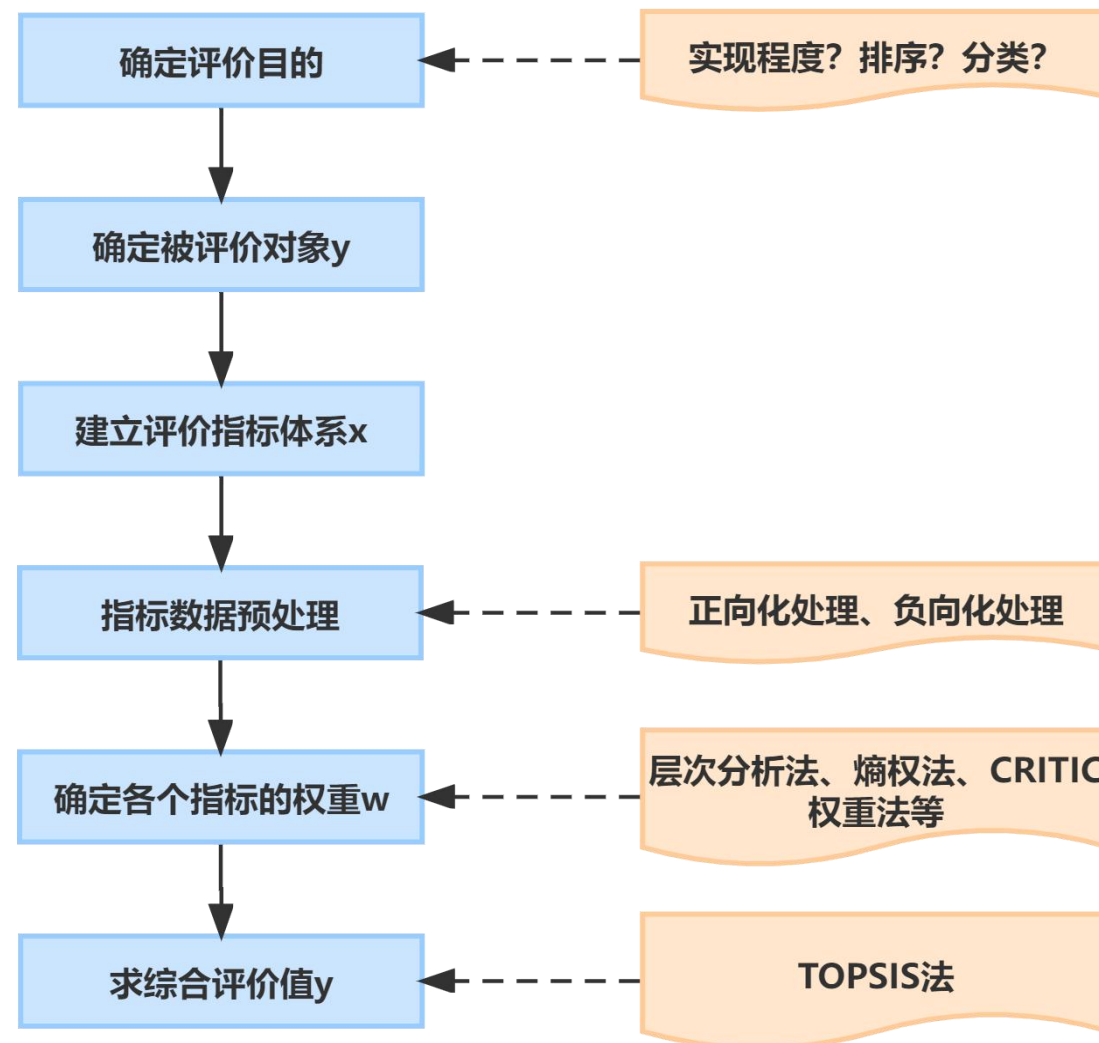 确定评价目的
实现程度？排序？分类？
确定被评价对象y
建立评价指标体系x
指标数据预处理
正向化处理、负向化处理
确定各个指标的权重w
层次分析法、熵权法、CRITIC
权重法等
求综合评价值y
TOPSIS法